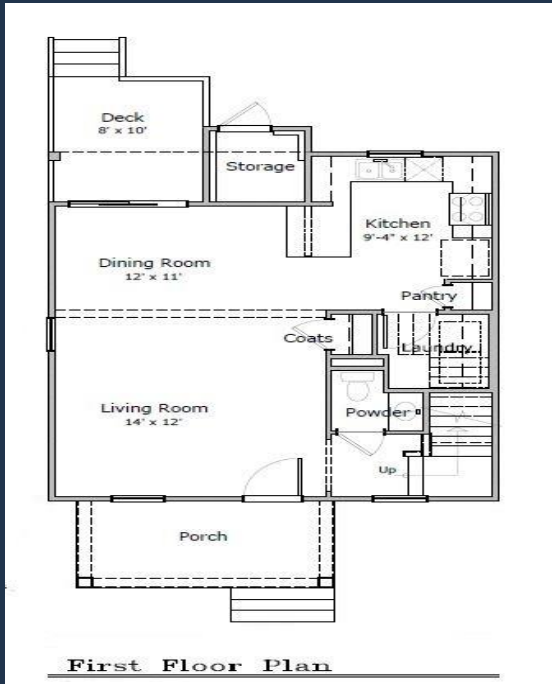 Deck
8' x 10'
Storage
Kitchen
9'-4" x 12'
Dining Room
12' x 11'
Pantry
Coats
Laundry
Living Room
14' x 12'
Powder
Up
Porch
First Floor Plan